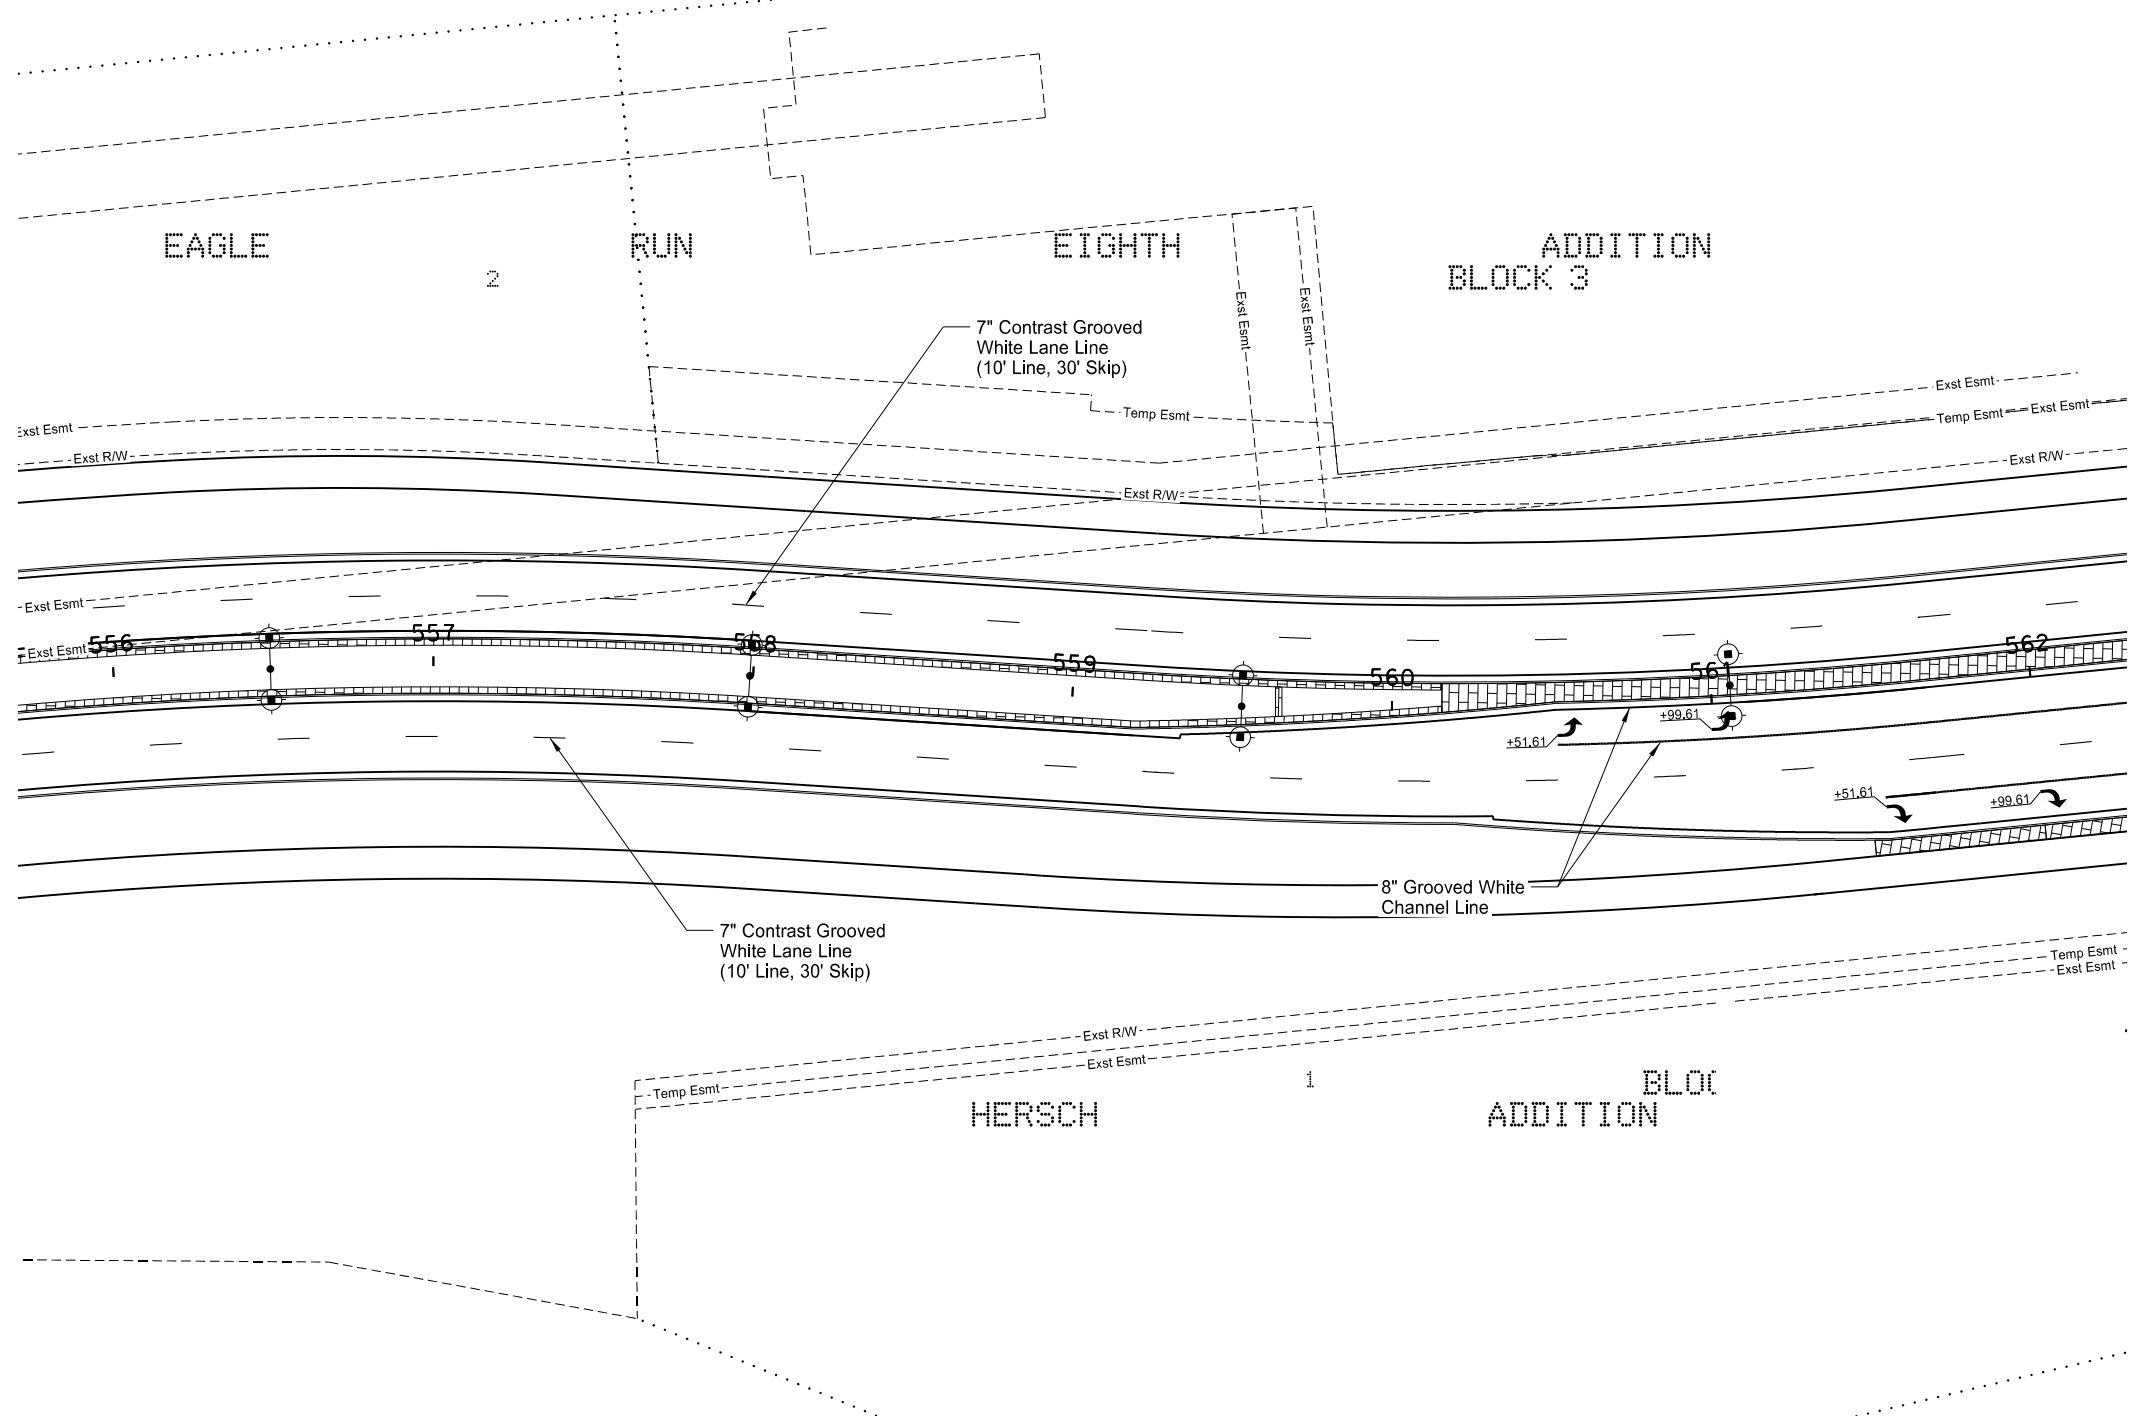 EAGLE RUN EIGHTH ADDITION
2
BLOCK 3
7" Contrast Grooved
White Lane Line
(10' Line, 30' Skip)
Exst Esmt
Exst Esmt
Exst Esmt
Temp Esmt
Temp Esmt
Exst Esmt
Exst Esmt
Exst R/W
Exst R/W
Exst R/W
Exst Esmt
Exst Esmt
556
557
558
559
560
561
562
+51.61
+99.61
+51.61
+99.61
8" Grooved White
Channel Line
7" Contrast Grooved
White Lane Line
(10' Line, 30' Skip)
Temp Esmt
Exst Esmt
Exst R/W
Exst Esmt
Temp Esmt
1
HERSCH ADDITION